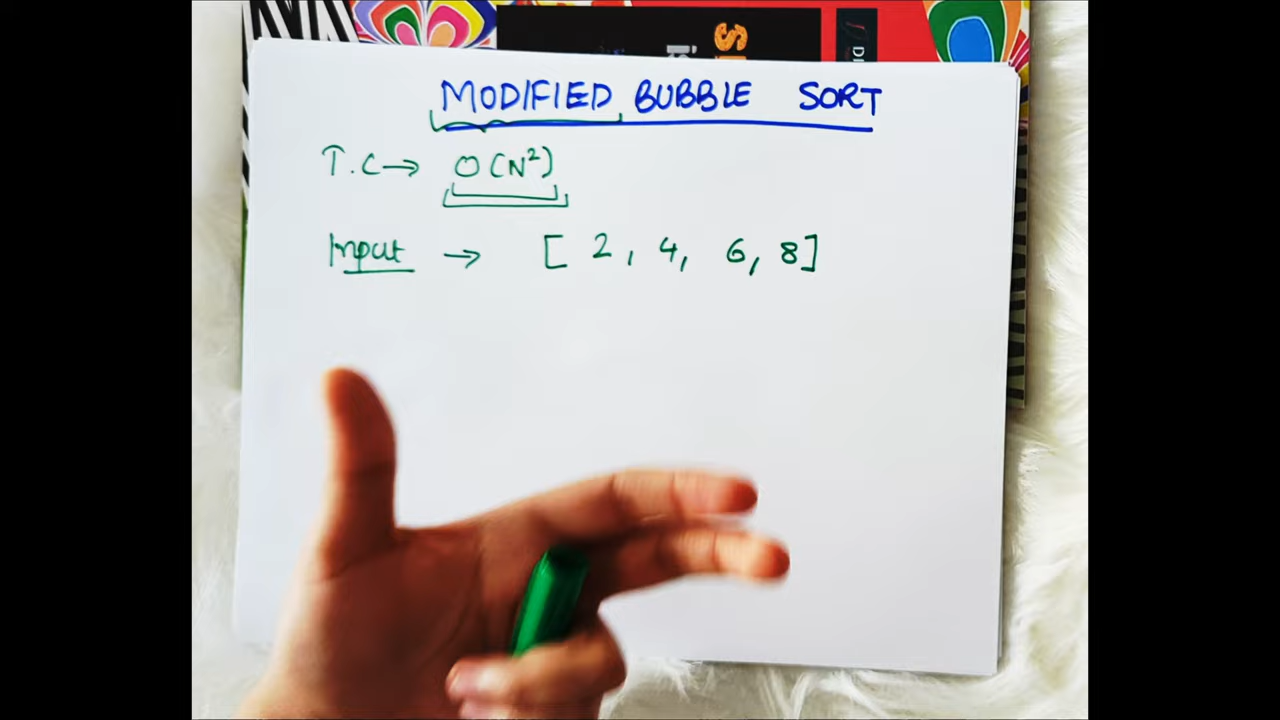 MODIFIED BUBBLE SORT
T.C → O(N²)
Input → [ 2, 4, 6, 8]